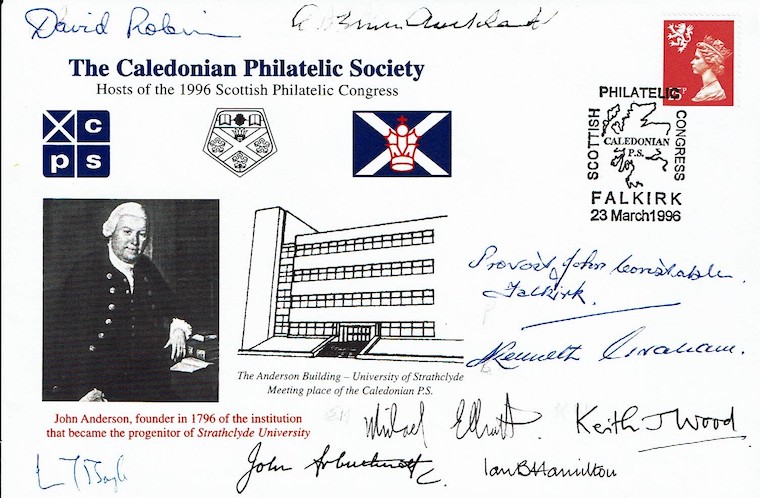 David Robin
The Caledonian Philatelic Society
Hosts of the 1996 Scottish Philatelic Congress
c
p s
PHILATELIC
SCOTTISH
CONGRESS
CALEDONIAN
P.S.
FALKIRK
23 March 1996
Provost John Constable.
Falkirk.
Kenneth Graham.
The Anderson Building – University of Strathclyde
Meeting place of the Caledonian P.S.
John Anderson, founder in 1796 of the institution
that became the progenitor of Strathclyde University
Michael Elliott
Keith J Wood
John Arbuthnott
Ian B Hamilton